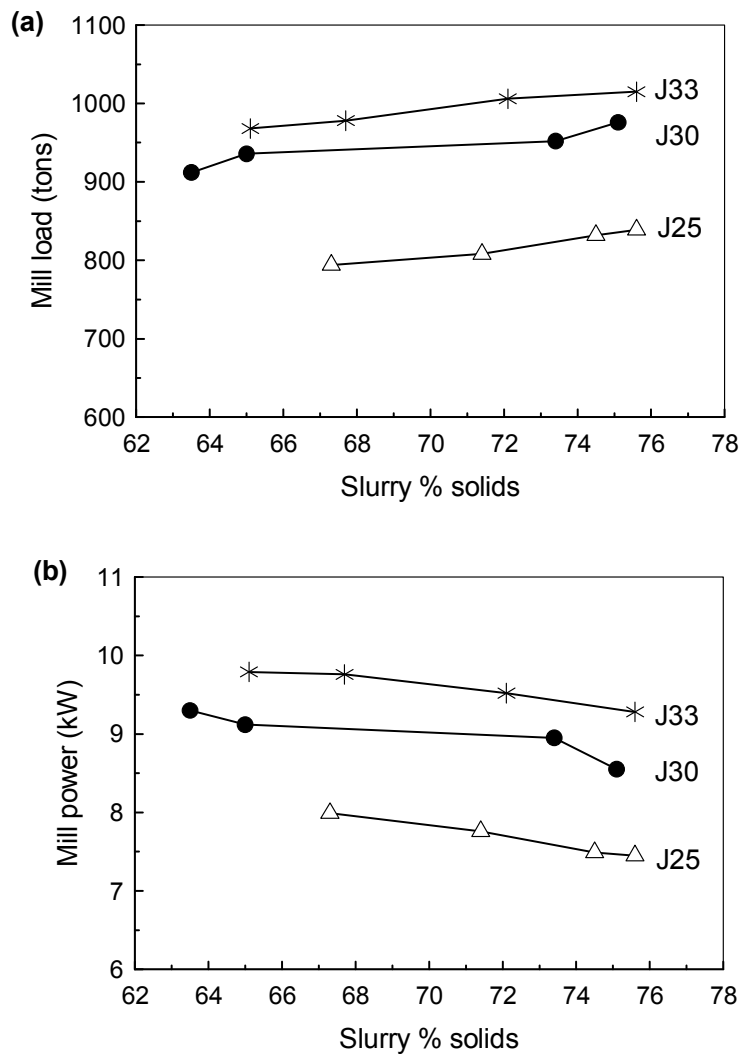 (a)
1100
1000
900
800
700
600
Mill load (tons)
J33
J30
J25
62 64 66 68 70 72 74 76 78
Slurry % solids
(b)
11
10
9
8
7
6
Mill power (kW)
J33
J30
J25
62 64 66 68 70 72 74 76 78
Slurry % solids